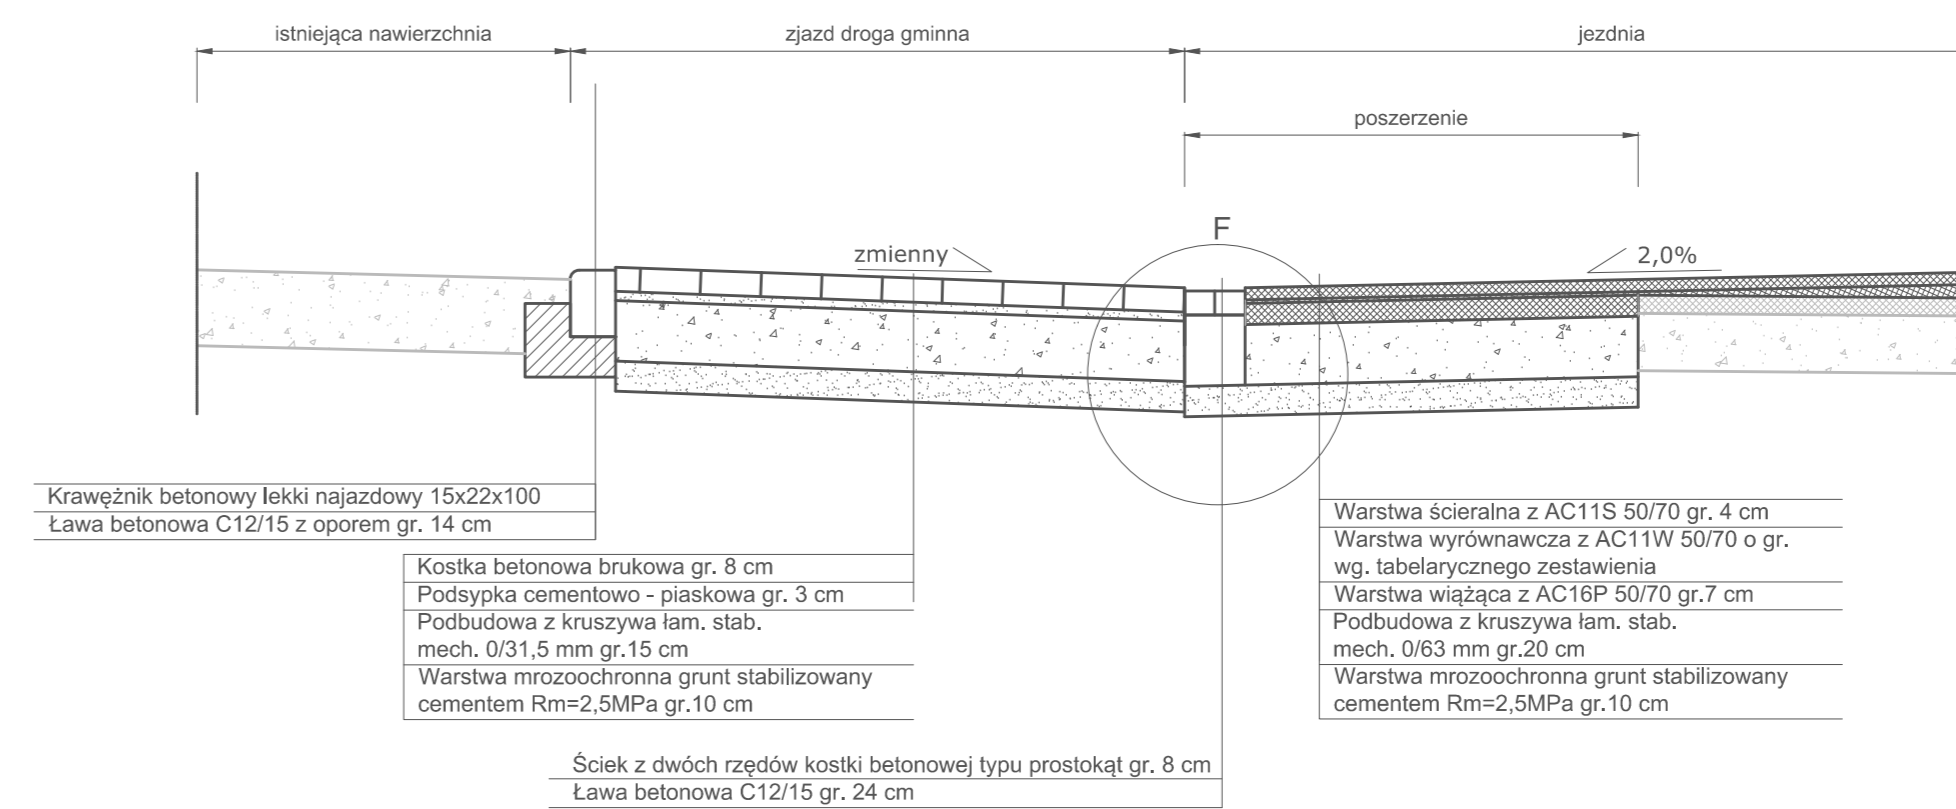 istniejąca nawierzchnia
zjazd droga gminna
jezdnia
poszerzenie
F
zmienny
2,0%
Krawężnik betonowy lekki najazdowy 15x22x100
Ława betonowa C12/15 z oporem gr. 14 cm
Kostka betonowa brukowa gr. 8 cm
Podsypka cementowo - piaskowa gr. 3 cm
Podbudowa z kruszywa łam. stab.
mech. 0/31,5 mm gr.15 cm
Warstwa mrozoochronna grunt stabilizowany
cementem Rm=2,5MPa gr.10 cm
Warstwa ścieralna z AC11S 50/70 gr. 4 cm
Warstwa wyrównawcza z AC11W 50/70 o gr.
wg. tabelarycznego zestawienia
Warstwa wiążąca z AC16P 50/70 gr.7 cm
Podbudowa z kruszywa łam. stab.
mech. 0/63 mm gr.20 cm
Warstwa mrozoochronna grunt stabilizowany
cementem Rm=2,5MPa gr.10 cm
Ściek z dwóch rzędów kostki betonowej typu prostokąt gr. 8 cm
Ława betonowa C12/15 gr. 24 cm